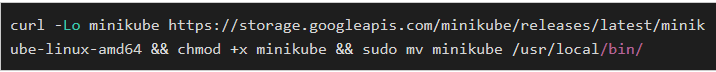 curl -Lo minikube https://storage.googleapis.com/minikube/releases/latest/minik
ube-linux-amd64 && chmod +x minikube && sudo mv minikube /usr/local/bin/